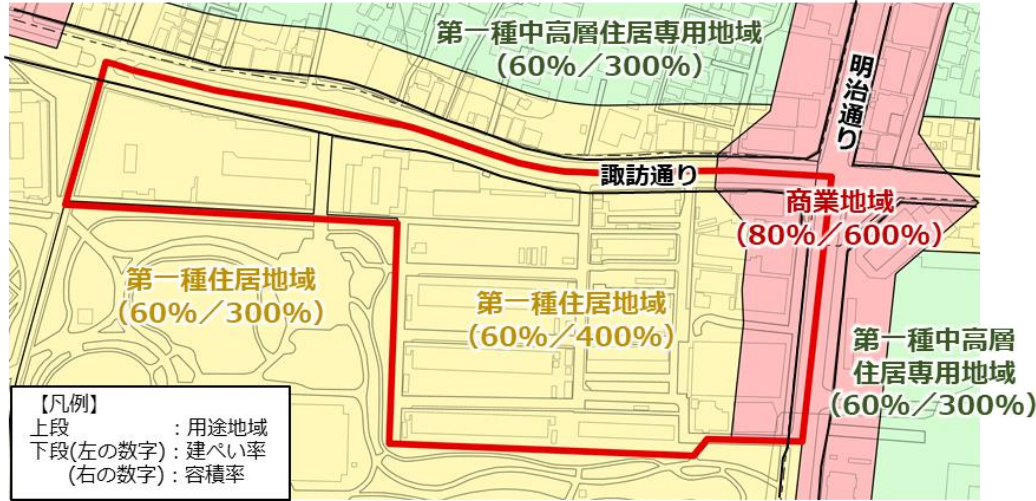 第一種中高層住居専用地域
(60%／300%)
明治通り
諏訪通り
商業地域
(80%／600%)
第一種住居地域
(60%／300%)
第一種住居地域
(60%／400%)
第一種中高層
住居専用地域
(60%／300%)
【凡例】
上段　　　　　：用途地域
下段(左の数字)：建ぺい率
(右の数字)：容積率